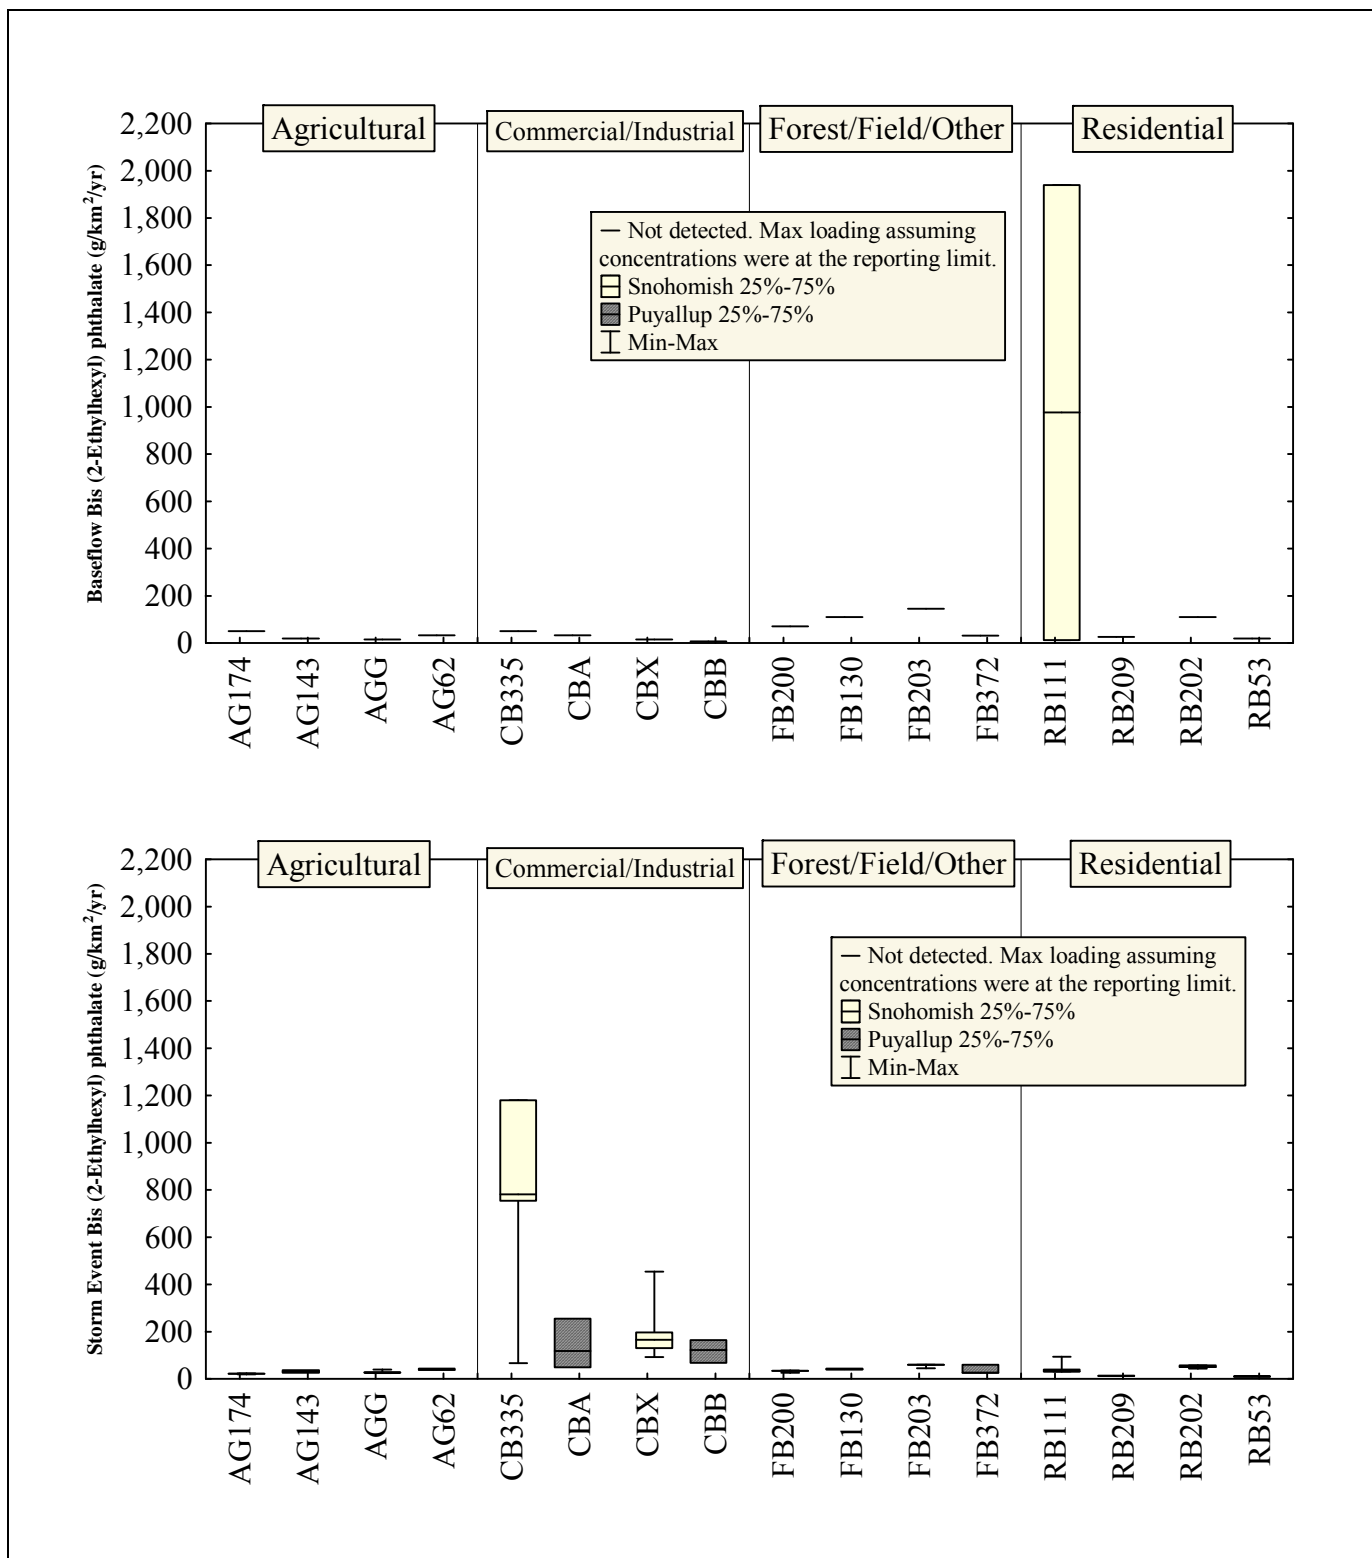 Agricultural
Commercial/Industrial
Forest/Field/Other
Residential
Baseflow Bis (2-Ethylhexyl) phthalate (g/km²/yr)
2,200
2,000
1,800
1,600
1,400
1,200
1,000
800
600
400
200
0
— Not detected. Max loading assuming
concentrations were at the reporting limit.
Snohomish 25%-75%
Puyallup 25%-75%
Min-Max
AG174
AG143
AGG
AG62
CB335
CBA
CBX
CBB
FB200
FB130
FB203
FB372
RB111
RB209
RB202
RB53
Agricultural
Commercial/Industrial
Forest/Field/Other
Residential
Storm Event Bis (2-Ethylhexyl) phthalate (g/km²/yr)
2,200
2,000
1,800
1,600
1,400
1,200
1,000
800
600
400
200
0
— Not detected. Max loading assuming
concentrations were at the reporting limit.
Snohomish 25%-75%
Puyallup 25%-75%
Min-Max
AG174
AG143
AGG
AG62
CB335
CBA
CBX
CBB
FB200
FB130
FB203
FB372
RB111
RB209
RB202
RB53